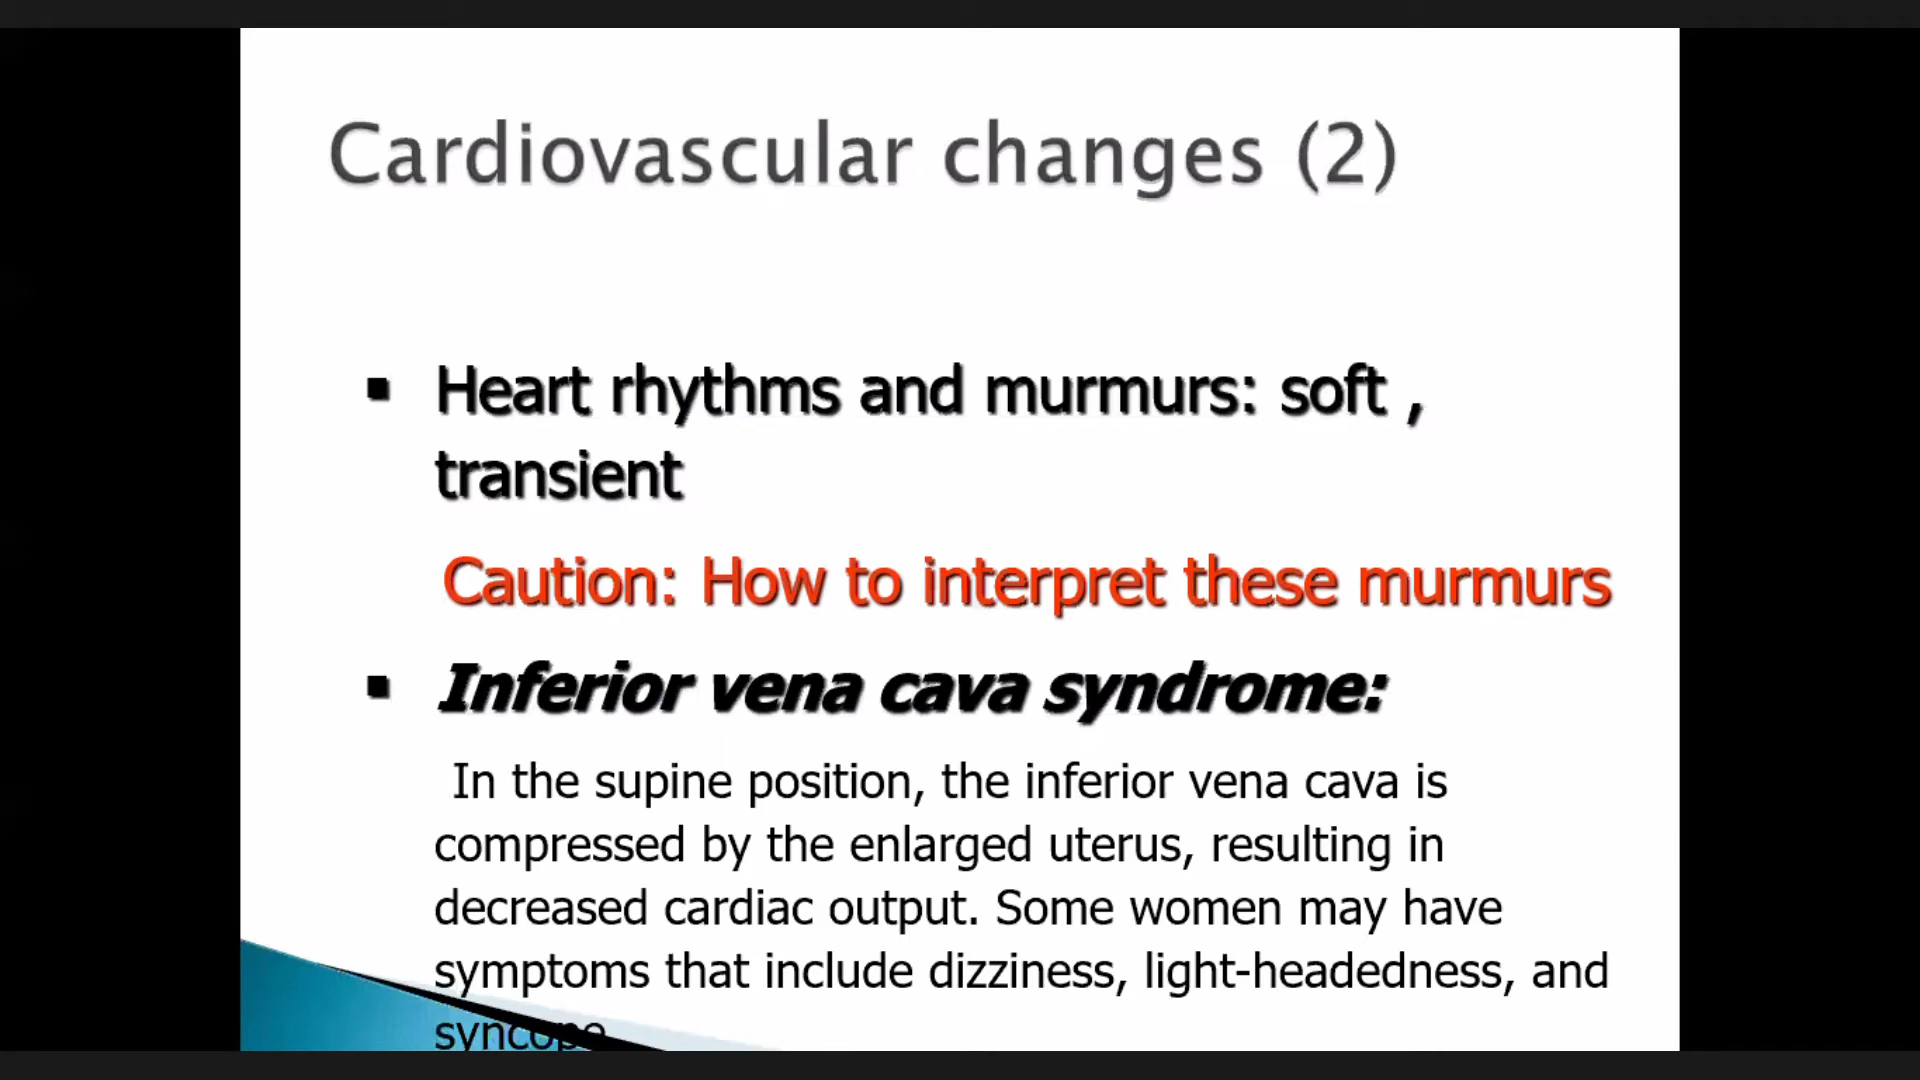 Cardiovascular changes (2)
▪ Heart rhythms and murmurs: soft ,
transient
Caution: How to interpret these murmurs
▪ Inferior vena cava syndrome:
In the supine position, the inferior vena cava is
compressed by the enlarged uterus, resulting in
decreased cardiac output. Some women may have
symptoms that include dizziness, light-headedness, and
syncope